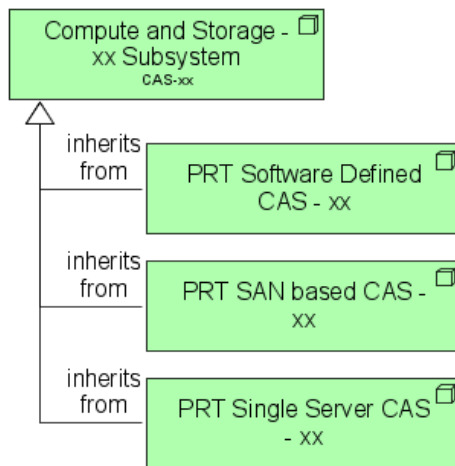 Compute and Storage -
xx Subsystem
CAS-xx
inherits
from
PRT Software Defined
CAS - xx
inherits
from
PRT SAN based CAS -
xx
inherits
from
PRT Single Server CAS
- xx